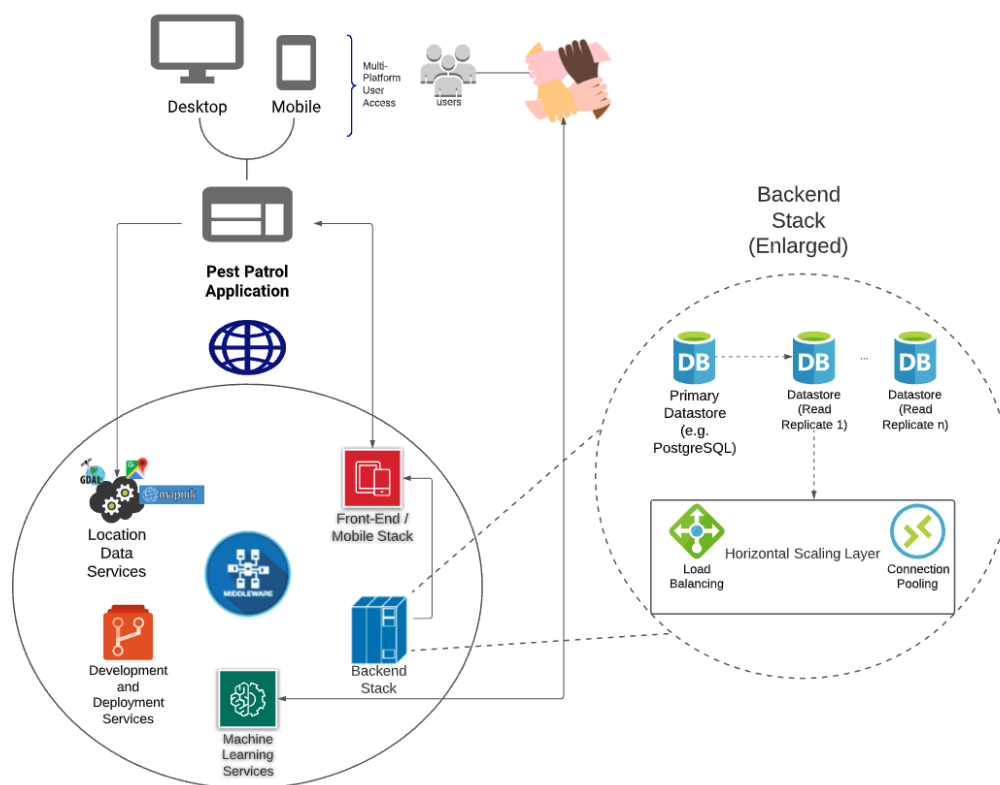 Desktop
Mobile
Multi-
Platform
User
Access
users
Pest Patrol
Application
Backend
Stack
(Enlarged)
DB
DB
...
DB
Primary
Datastore
(e.g.
PostgreSQL)
Datastore
(Read
Replicate 1)
Datastore
(Read
Replicate n)
Load
Balancing
Horizontal Scaling Layer
Connection
Pooling
GDAL
mapnik
Location
Data
Services
Front-End /
Mobile Stack
MIDDLEWARE
Development
and
Deployment
Services
Backend
Stack
Machine
Learning
Services